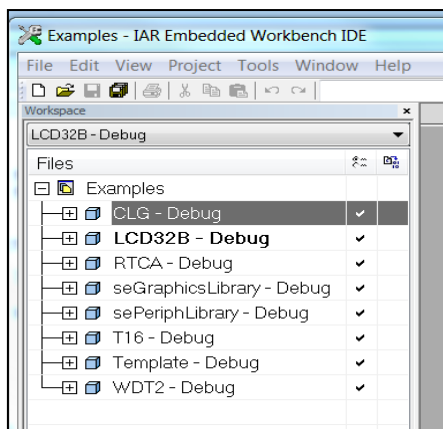 Examples - IAR Embedded Workbench IDE
File Edit View Project Tools Window Help
Workspace
LCD32B - Debug
Files
Examples
CLG - Debug
LCD32B - Debug
RTCA - Debug
seGraphicsLibrary - Debug
sePeriphLibrary - Debug
T16 - Debug
Template - Debug
WDT2 - Debug